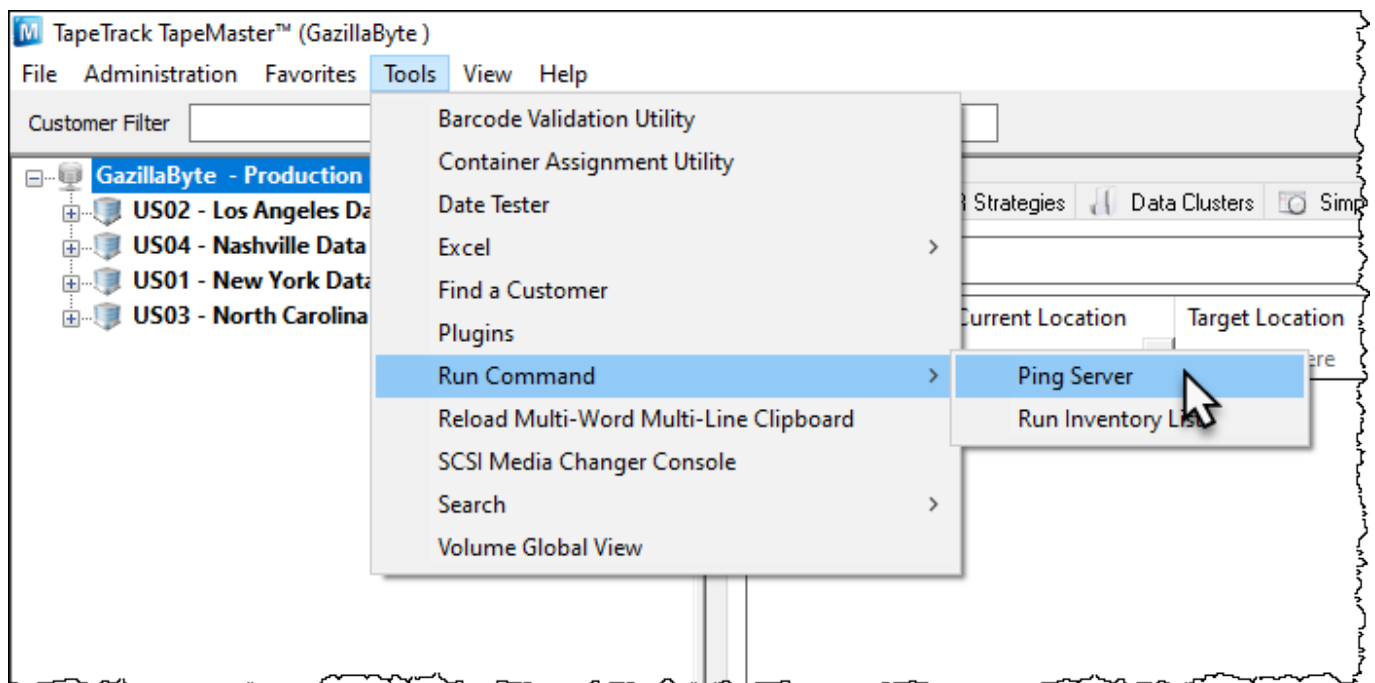 TapeTrack TapeMaster™ (GazillaByte )
File Administration Favorites Tools View Help
Customer Filter
Barcode Validation Utility
Container Assignment Utility
Date Tester
Excel
Find a Customer
Plugins
Run Command
Reload Multi-Word Multi-Line Clipboard
SCSI Media Changer Console
Search
Volume Global View
Ping Server
Run Inventory
GazillaByte - Production
US02 - Los Angeles Da
US04 - Nashville Data
US01 - New York Data
US03 - North Carolina
Strategies Data Clusters Simp
Current Location Target Location
ere